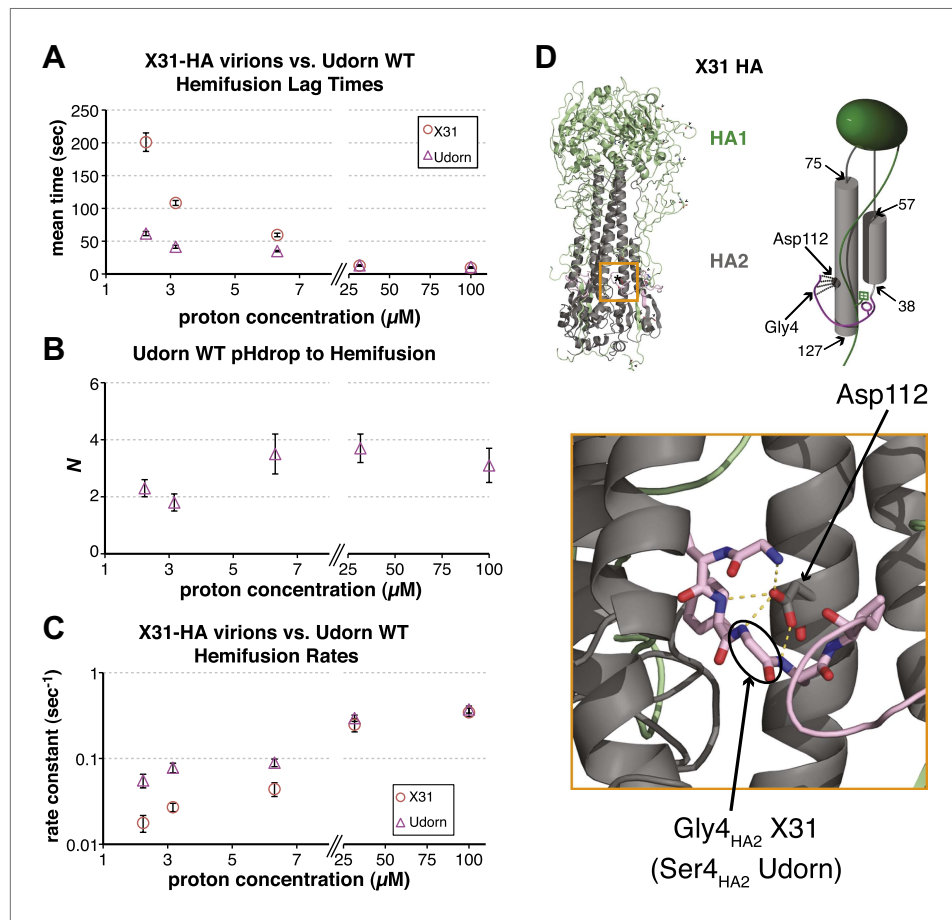 A
X31-HA virions vs. Udorn WT
Hemifusion Lag Times
mean time (sec)
250
200
150
100
50
0
X31
Udorn
1 3 5 7 25 50 75 100
proton concentration (µM)
B
Udorn WT pHdrop to Hemifusion
N
6
4
2
0
1 3 5 7 25 50 75 100
proton concentration (µM)
C
X31-HA virions vs. Udorn WT
Hemifusion Rates
rate constant (sec⁻¹)
1
0.1
0.01
X31
Udorn
1 3 5 7 25 50 75 100
proton concentration (µM)
D
X31 HA
HA1
HA2
*
75
57
Asp112
Gly4
38
127
Asp112
Gly4HA2 X31
(Ser4HA2 Udorn)